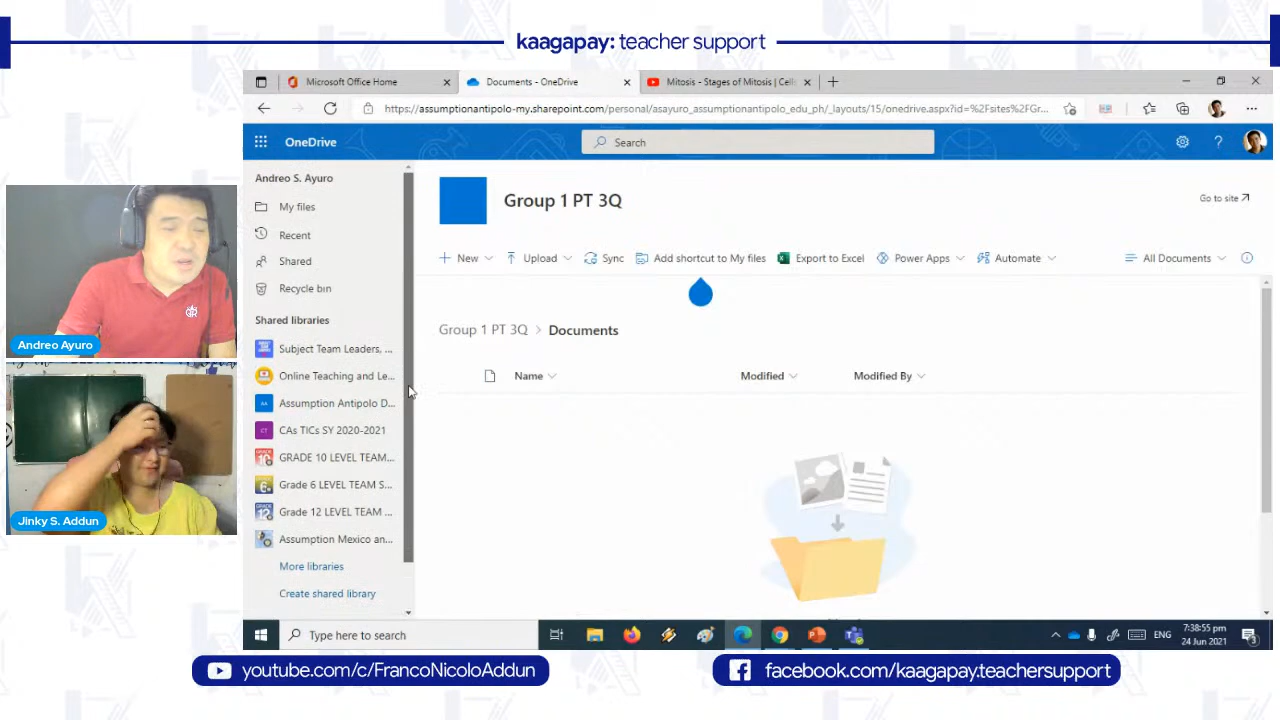 kaagapay: teacher support
Microsoft Office Home
Documents - OneDrive
Mitosis - Stages of Mitosis | Cell
https://assumptionantipolo-my.sharepoint.com/personal/asayuro_assumptionantipolo_edu_ph/_layouts/15/onedrive.aspx?id=%2Fsites%2FGr...
OneDrive
Search
?
Andreo S. Ayuro
My files
Recent
Shared
Recycle bin
Shared libraries
Subject Team Leaders, ...
Online Teaching and Le...
AA Assumption Antipolo D...
CT CAs TICs SY 2020-2021
GRADE 10 LEVEL TEAM...
Grade 6 LEVEL TEAM S...
Grade 12 LEVEL TEAM ...
Assumption Mexico an...
More libraries
Create shared library
Group 1 PT 3Q
Go to site
New
Upload
Sync
Add shortcut to My files
Export to Excel
Power Apps
Automate
All Documents
Group 1 PT 3Q > Documents
Name
Modified
Modified By
Andreo Ayuro
Jinky S. Addun
Type here to search
ENG
7:38:55 pm
24 Jun 2021
3
youtube.com/c/FrancoNicoloAddun
facebook.com/kaagapay.teachersupport